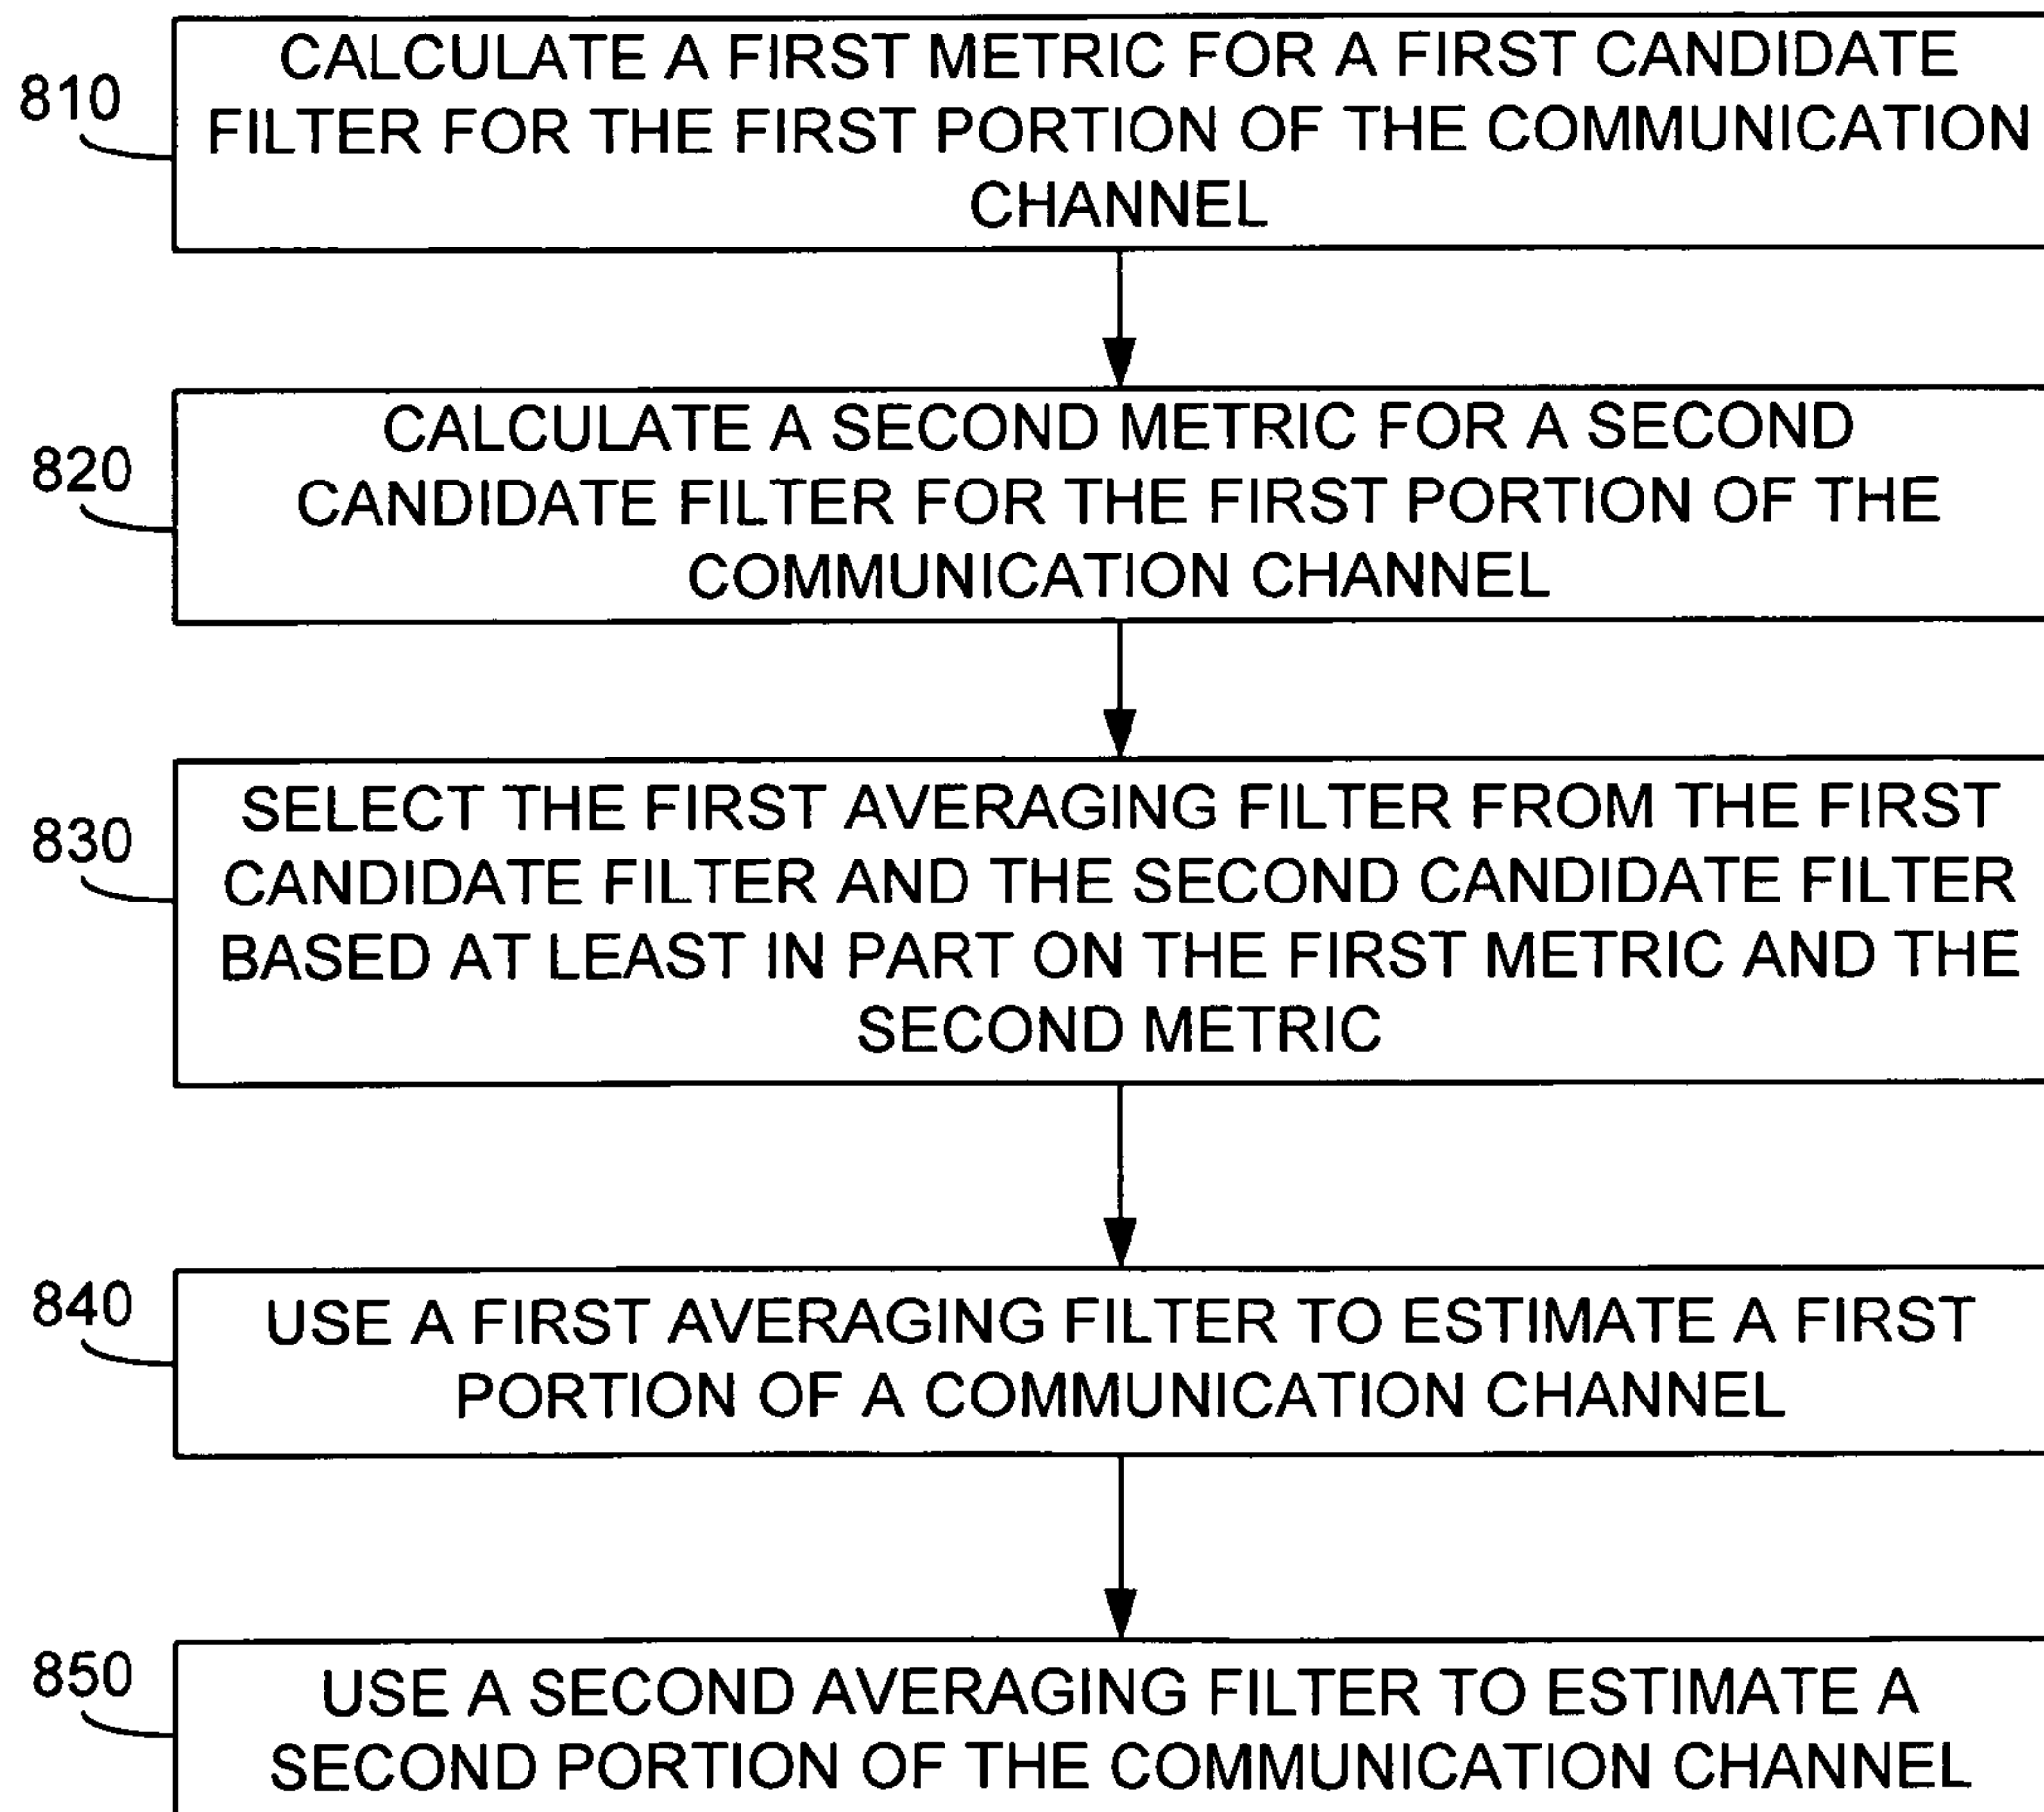 810
CALCULATE A FIRST METRIC FOR A FIRST CANDIDATE
FILTER FOR THE FIRST PORTION OF THE COMMUNICATION
CHANNEL
820
CALCULATE A SECOND METRIC FOR A SECOND
CANDIDATE FILTER FOR THE FIRST PORTION OF THE
COMMUNICATION CHANNEL
830
SELECT THE FIRST AVERAGING FILTER FROM THE FIRST
CANDIDATE FILTER AND THE SECOND CANDIDATE FILTER
BASED AT LEAST IN PART ON THE FIRST METRIC AND THE
SECOND METRIC
840
USE A FIRST AVERAGING FILTER TO ESTIMATE A FIRST
PORTION OF A COMMUNICATION CHANNEL
850
USE A SECOND AVERAGING FILTER TO ESTIMATE A
SECOND PORTION OF THE COMMUNICATION CHANNEL